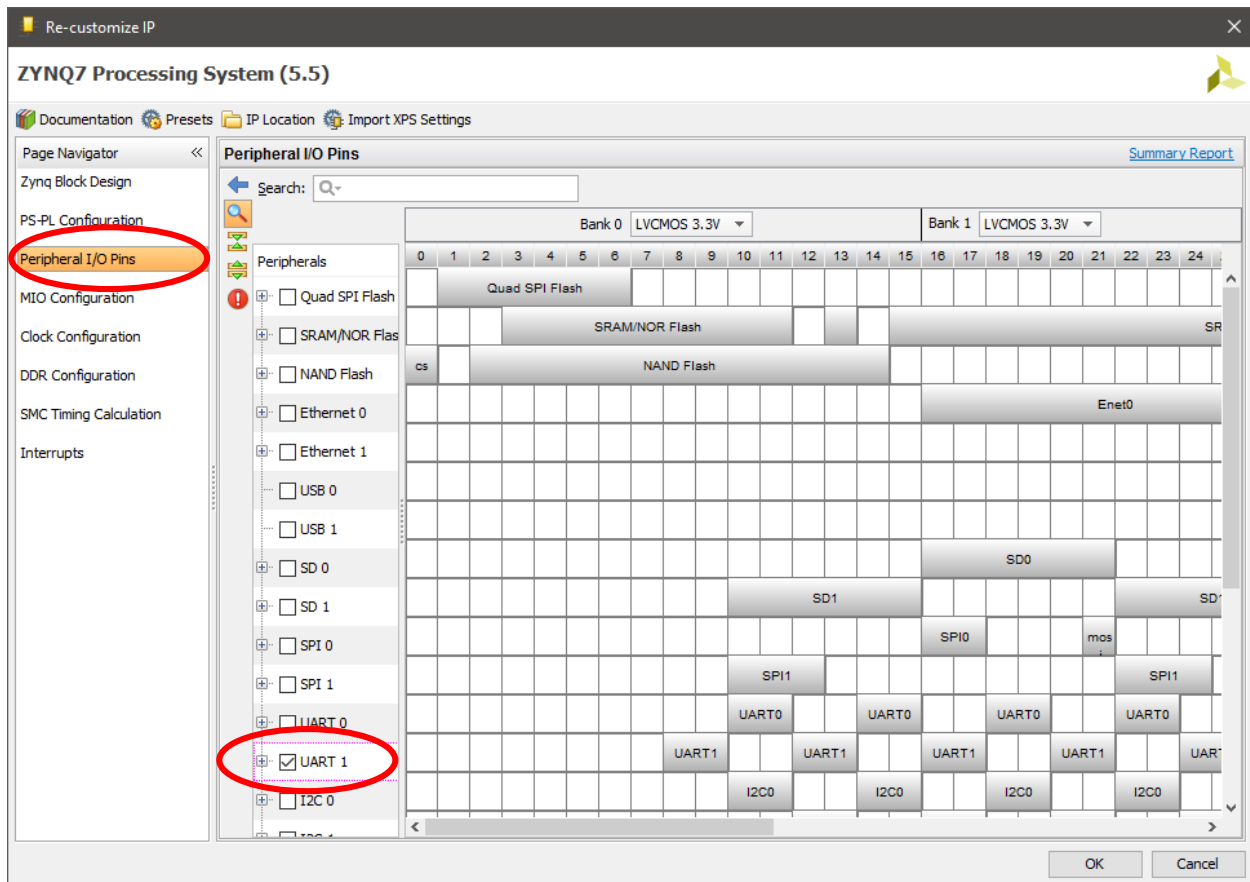 Re-customize IP
ZYNQ7 Processing System (5.5)
Documentation Presets IP Location Import XPS Settings
Page Navigator
Zynq Block Design
PS-PL Configuration
Peripheral I/O Pins
MIO Configuration
Clock Configuration
DDR Configuration
SMC Timing Calculation
Interrupts
Peripheral I/O Pins Summary Report
Search:
Bank 0 LVCMOS 3.3V Bank 1 LVCMOS 3.3V
Peripherals 0 1 2 3 4 5 6 7 8 9 10 11 12 13 14 15 16 17 18 19 20 21 22 23 24
Quad SPI Flash Quad SPI Flash
SRAM/NOR Flas SRAM/NOR Flash SR
NAND Flash cs NAND Flash
Ethernet 0 Enet0
Ethernet 1
USB 0
USB 1
SD 0 SD0
SD 1 SD1 SD1
SPI 0 SPI0 mosi
SPI 1 SPI1 SPI1
UART 0 UART0 UART0 UART0 UART0
UART 1 UART1 UART1 UART1 UART1 UAR
I2C 0 I2C0 I2C0 I2C0 I2C0
OK Cancel